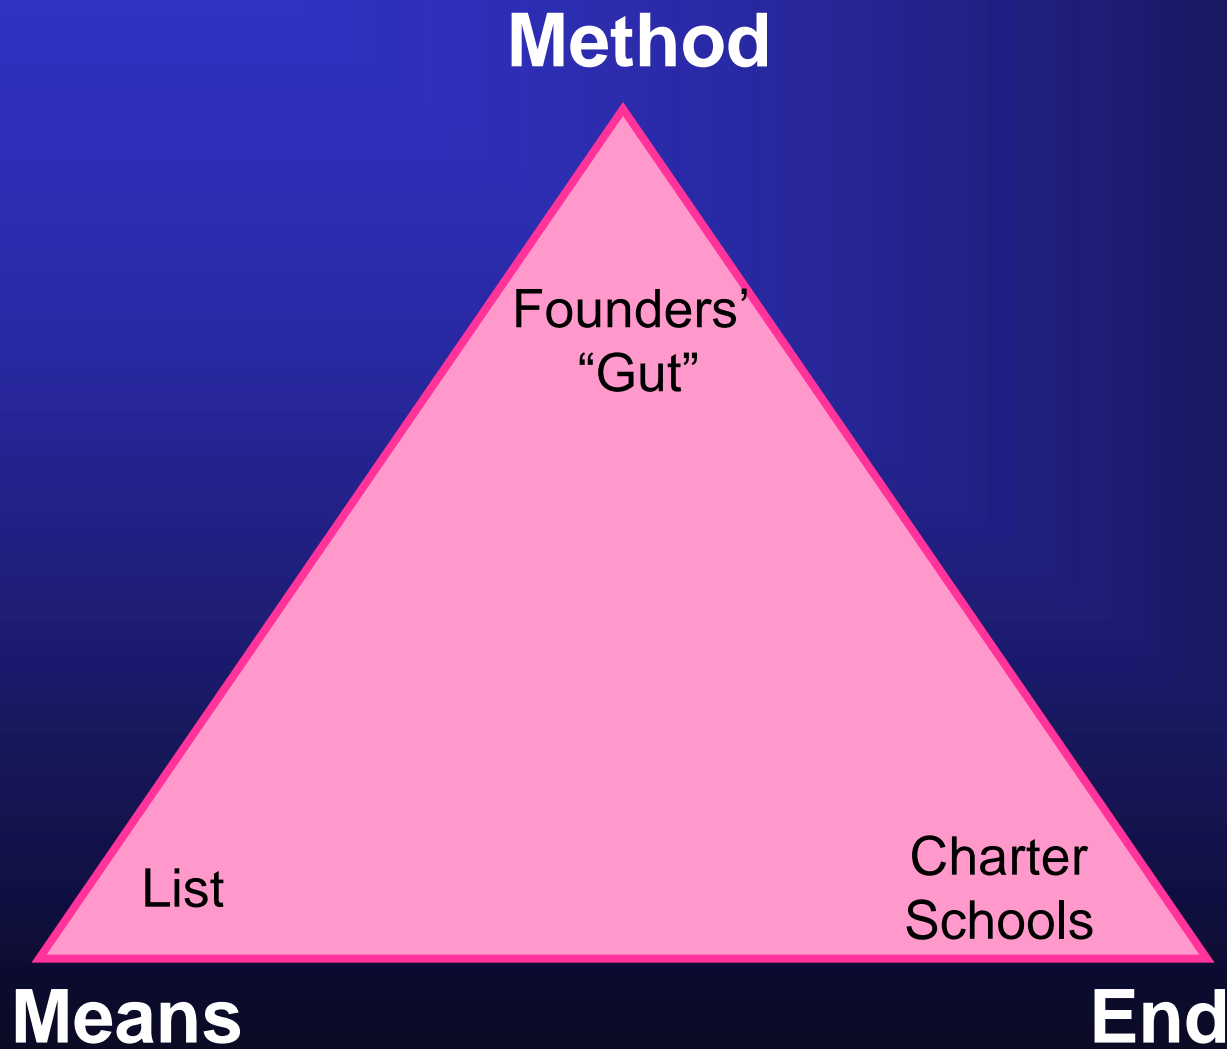 Method
Founders’
“Gut”
List
Charter
Schools
Means
End